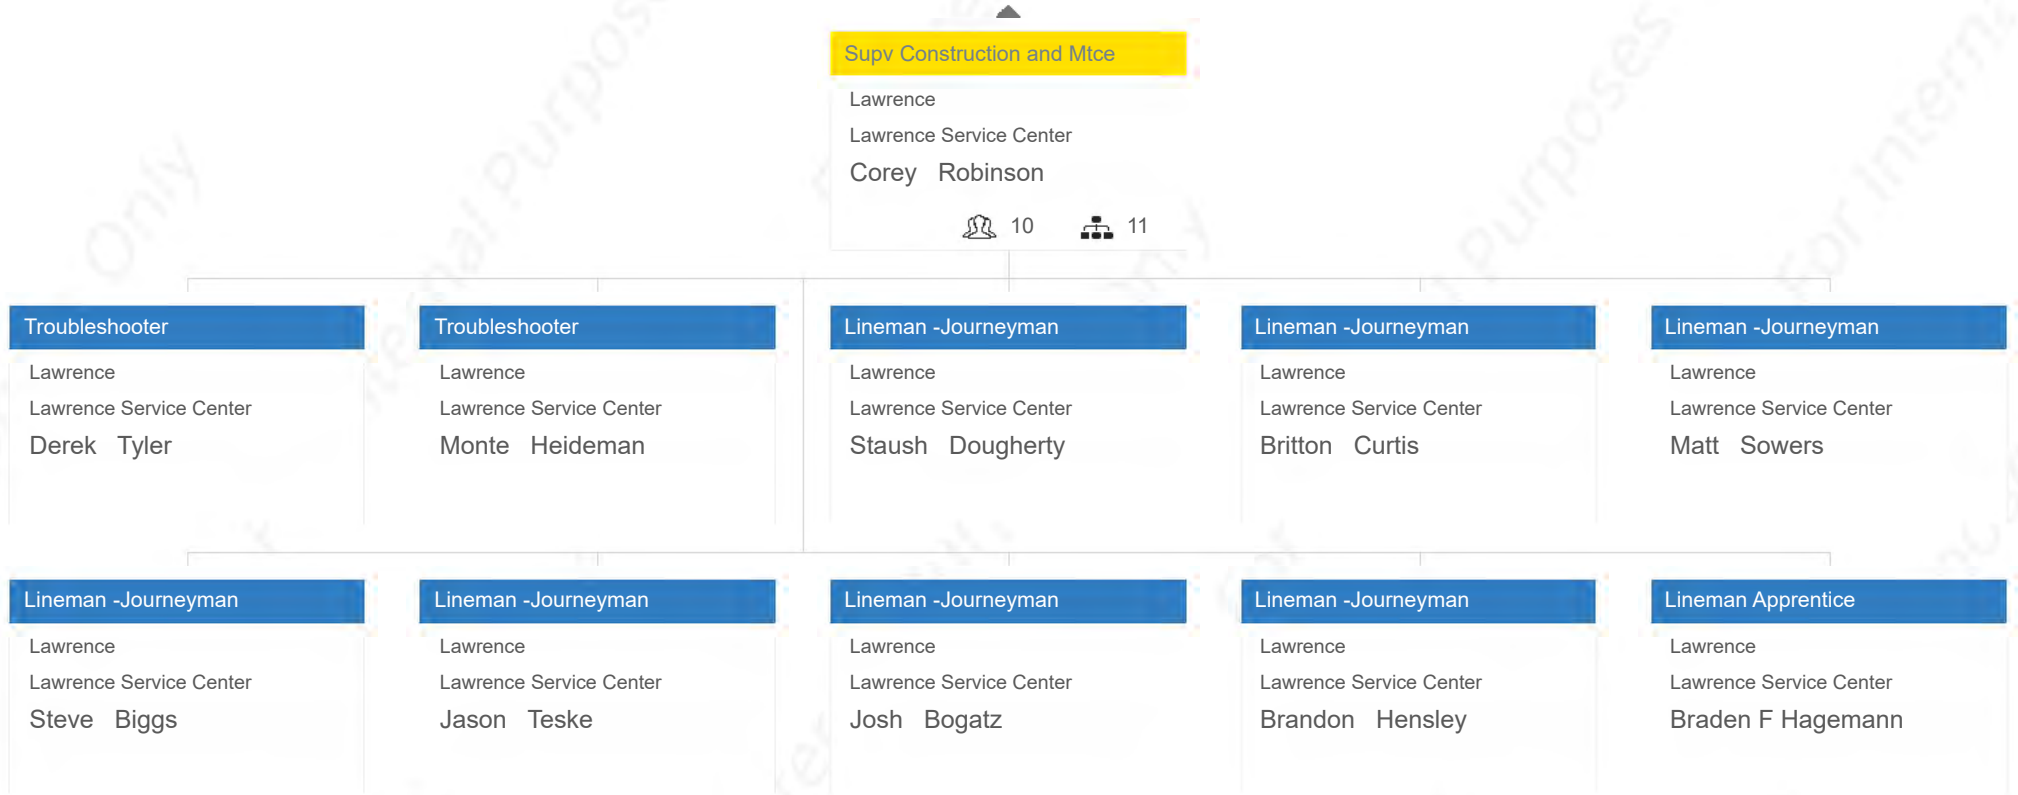 Supv Construction and Mtce
Lawrence
Lawrence Service Center
Corey Robinson
10 11
Troubleshooter
Lawrence
Lawrence Service Center
Derek Tyler
Troubleshooter
Lawrence
Lawrence Service Center
Monte Heideman
Lineman -Journeyman
Lawrence
Lawrence Service Center
Staush Dougherty
Lineman -Journeyman
Lawrence
Lawrence Service Center
Britton Curtis
Lineman -Journeyman
Lawrence
Lawrence Service Center
Matt Sowers
Lineman -Journeyman
Lawrence
Lawrence Service Center
Steve Biggs
Lineman -Journeyman
Lawrence
Lawrence Service Center
Jason Teske
Lineman -Journeyman
Lawrence
Lawrence Service Center
Josh Bogatz
Lineman -Journeyman
Lawrence
Lawrence Service Center
Brandon Hensley
Lineman Apprentice
Lawrence
Lawrence Service Center
Braden F Hagemann